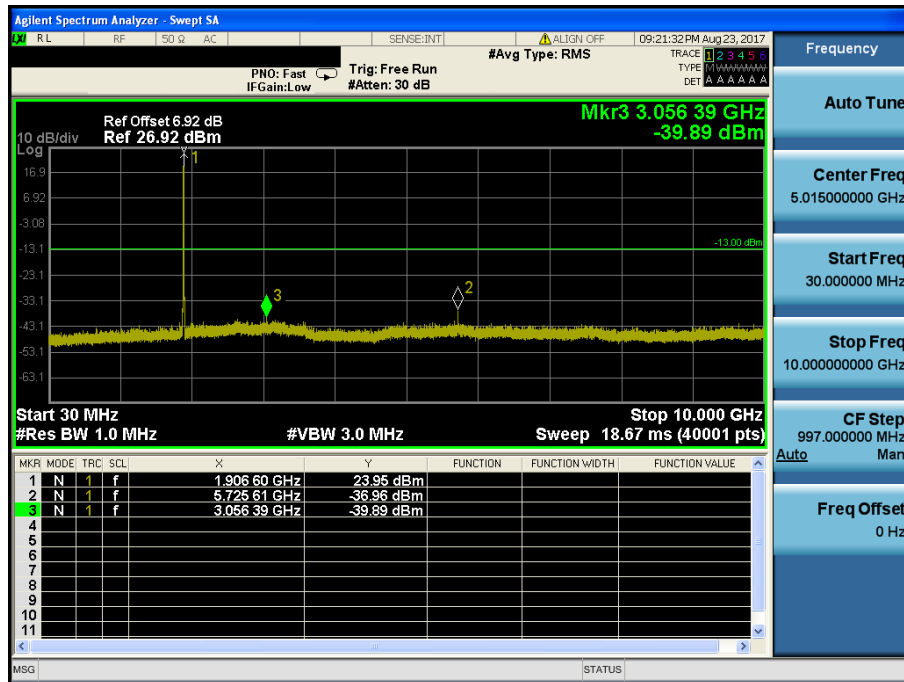 Agilent Spectrum Analyzer - Swept SA
LXI RL RF 50 Ω AC SENSE:INT ALIGN OFF 09:21:32 PM Aug 23, 2017
#Avg Type: RMS TRACE 1 2 3 4 5 6
PNO: Fast Trig: Free Run TYPE M WWWWW
IFGain:Low #Atten: 30 dB DET A A A A A A
Mkr3 3.056 39 GHz
Ref Offset 6.92 dB
10 dB/div Ref 26.92 dBm -39.89 dBm
Log
1
16.9
6.92
-3.08
-13.1 -13.00 dBm
-23.1
3 2
-33.1
-43.1
-53.1
-63.1
Start 30 MHz Stop 10.000 GHz
#Res BW 1.0 MHz #VBW 3.0 MHz Sweep 18.67 ms (40001 pts)
MKR MODE TRC SCL X Y FUNCTION FUNCTION WIDTH FUNCTION VALUE
1 N 1 f 1.906 60 GHz 23.95 dBm
2 N 1 f 5.725 61 GHz -36.96 dBm
3 N 1 f 3.056 39 GHz -39.89 dBm
4
5
6
7
8
9
10
11
MSG STATUS
Frequency
Auto Tune
Center Freq
5.015000000 GHz
Start Freq
30.000000 MHz
Stop Freq
10.000000000 GHz
CF Step
997.000000 MHz
Auto Man
Freq Offset
0 Hz